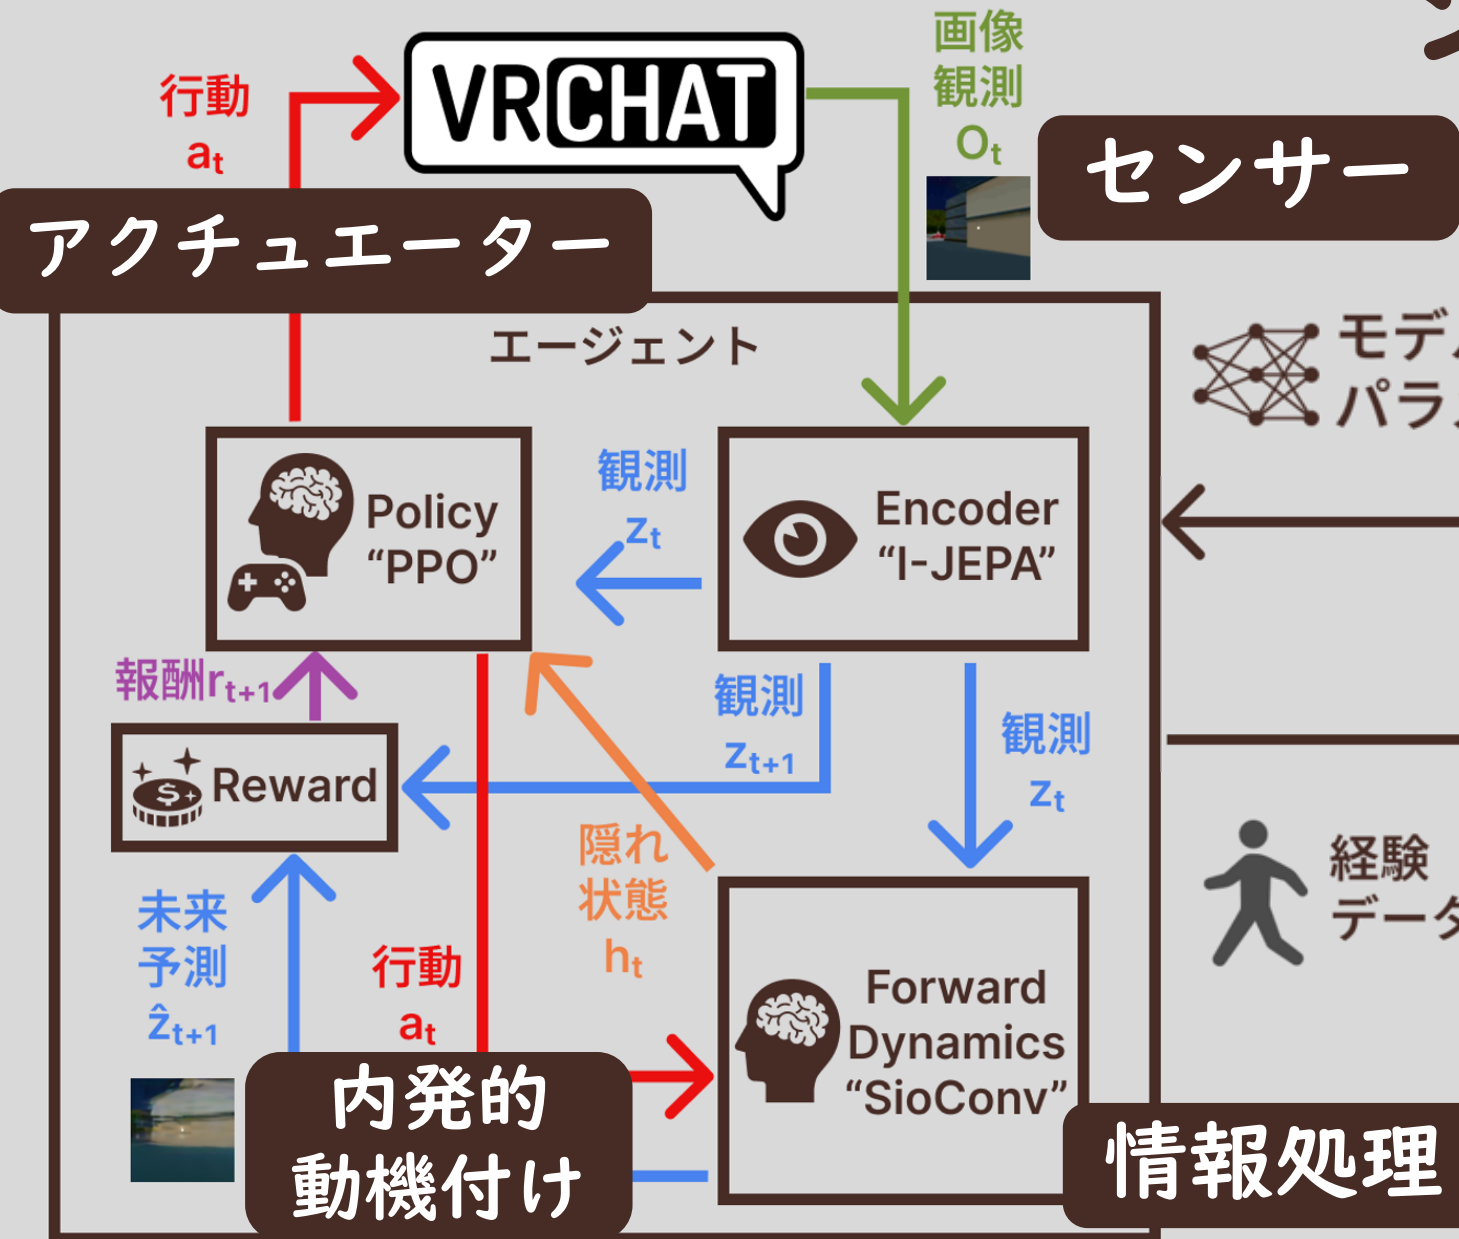 行動
at
VRCHAT
画像
観測
Ot
センサー
アクチュエーター
エージェント
Policy
“PPO”
観測
zt
Encoder
“I-JEPA”
報酬rt+1
Reward
観測
zt+1
観測
zt
隠れ
状態
ht
未来
予測
ẑt+1
行動
at
Forward
Dynamics
“SioConv”
内発的
動機付け
情報処理
モデ
パラ
経験
データ